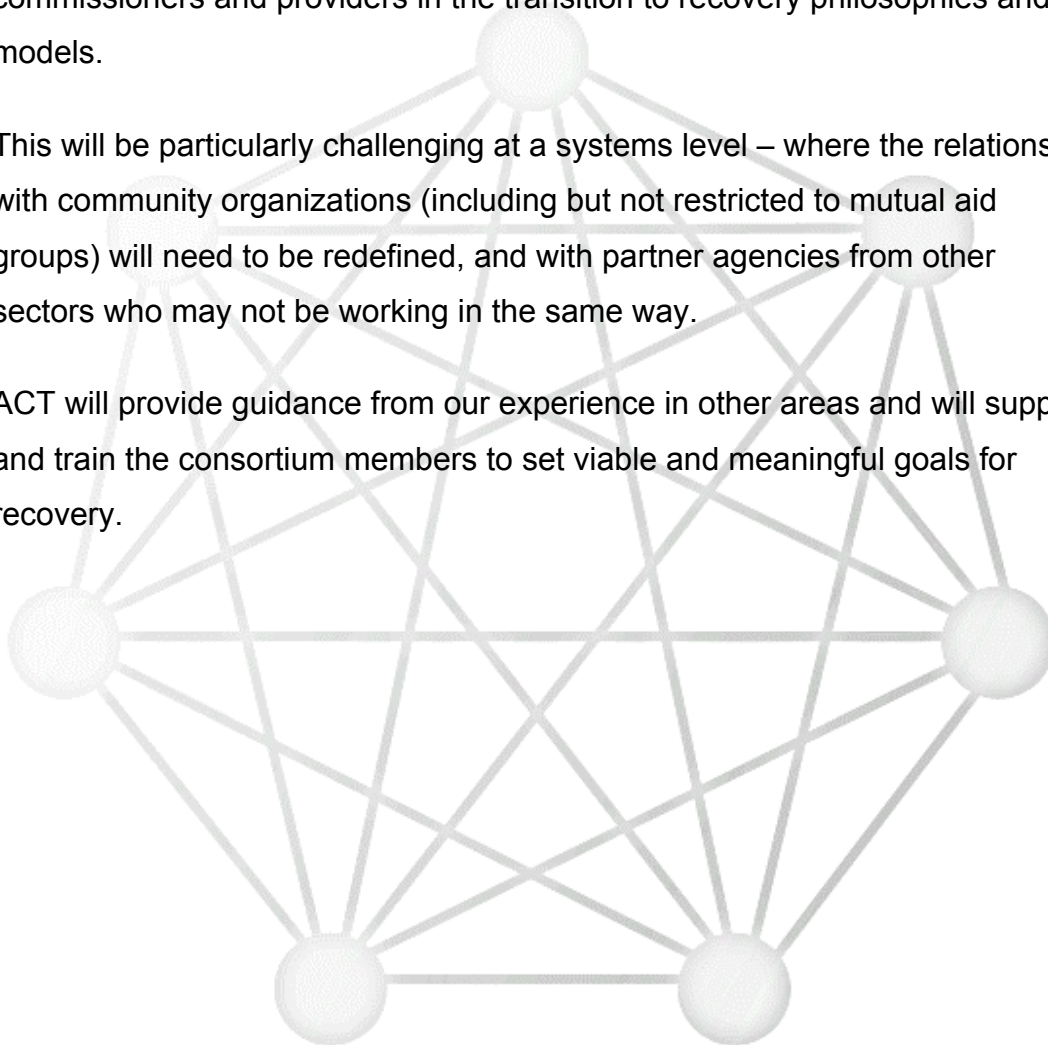 commissioners and providers in the transition to recovery philosophies and
models.
This will be particularly challenging at a systems level – where the relations
with community organizations (including but not restricted to mutual aid
groups) will need to be redefined, and with partner agencies from other
sectors who may not be working in the same way.
ACT will provide guidance from our experience in other areas and will supp
and train the consortium members to set viable and meaningful goals for
recovery.